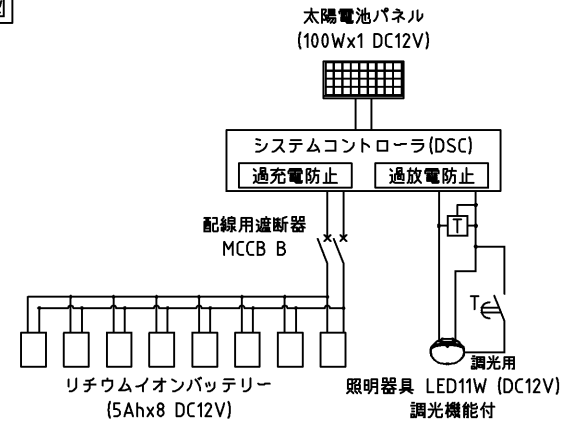 太陽電池パネル
(100Wx1 DC12V)
システムコントローラ(DSC)
過充電防止 過放電防止
配線用遮断器
MCCB B
T
T
調光用
リチウムイオンバッテリー
(5Ahx8 DC12V)
照明器具 LED11W (DC12V)
調光機能付